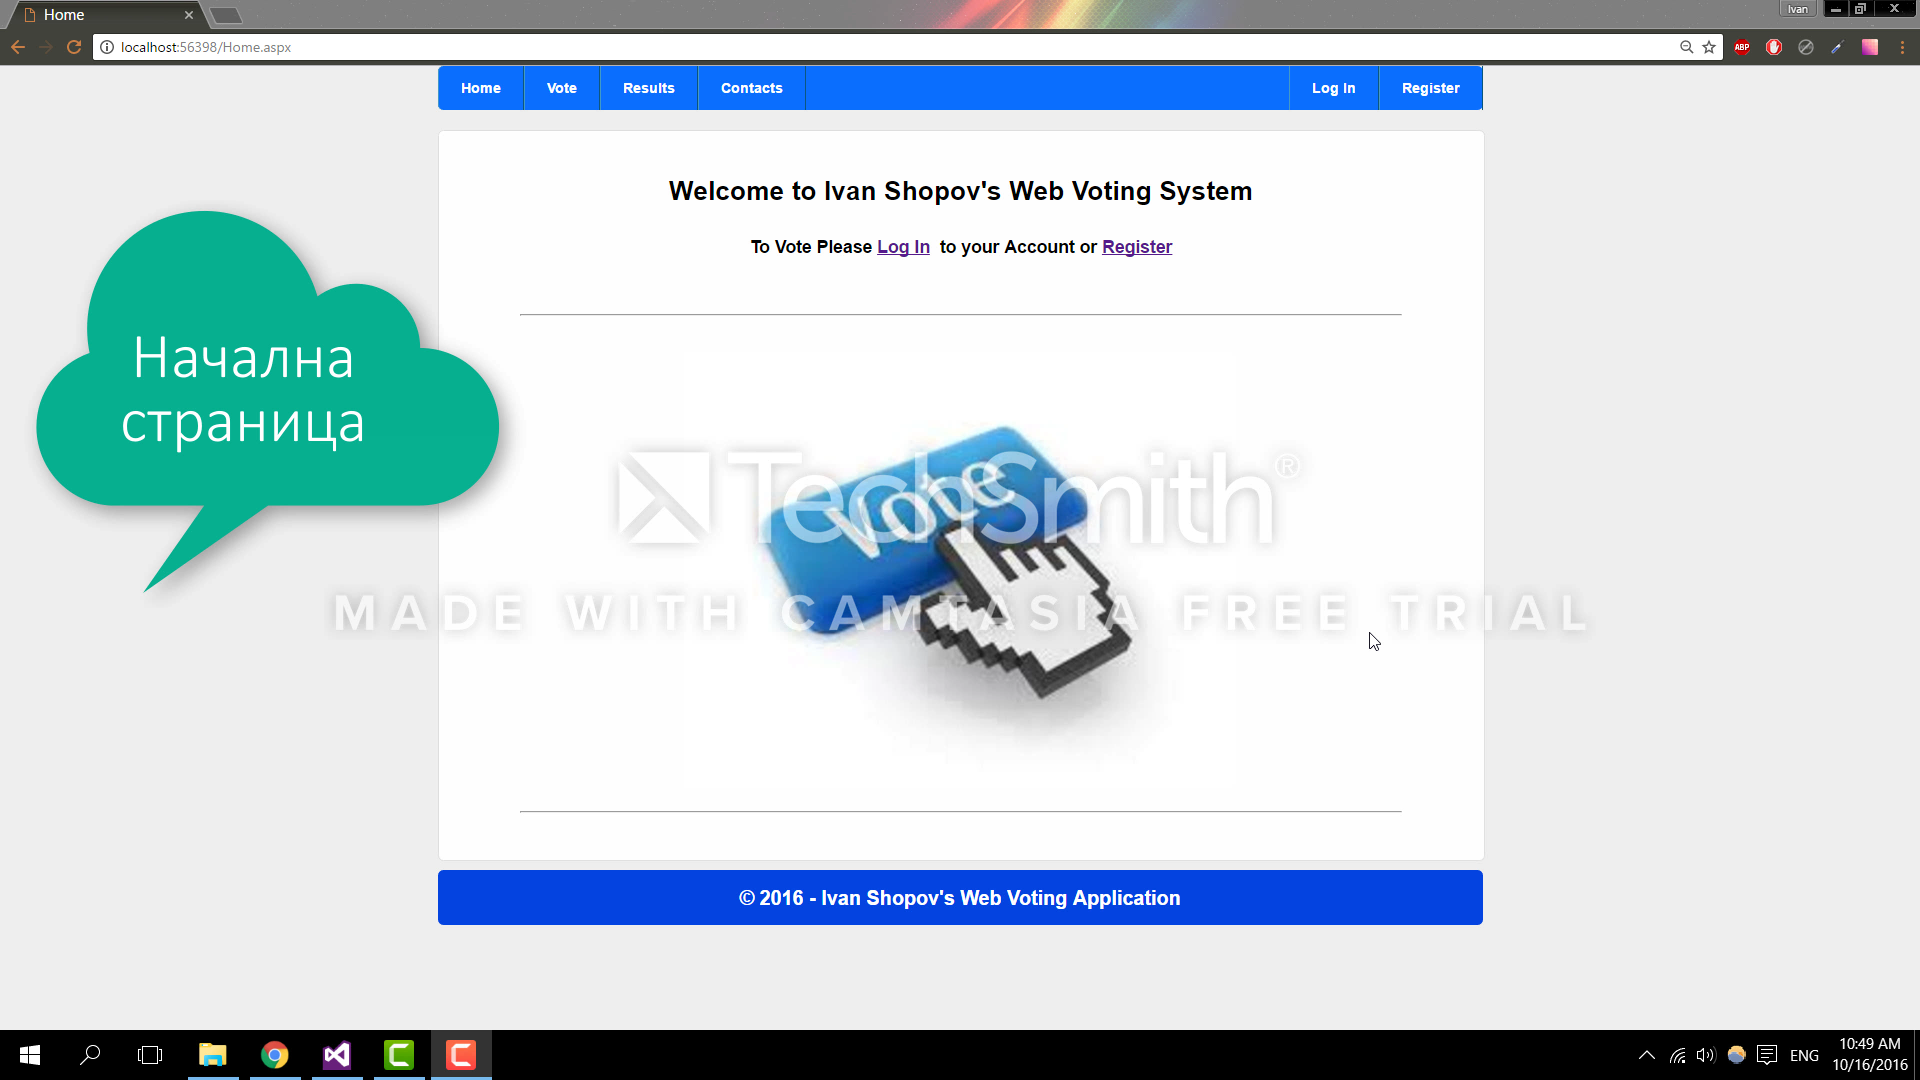 Home
Ivan
localhost:56398/Home.aspx
ABP
Home
Vote
Results
Contacts
Log In
Register
Welcome to Ivan Shopov's Web Voting System
To Vote Please Log In to your Account or Register
Начална
страница
Vote
TechSmith®
MADE WITH CAMTASIA FREE TRIAL
© 2016 - Ivan Shopov's Web Voting Application
ENG
10:49 AM
10/16/2016